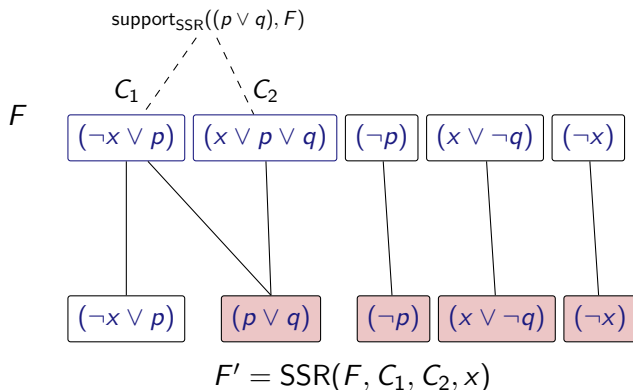 support_SSR((p ∨ q), F)
C₁ C₂
F
(¬x ∨ p) (x ∨ p ∨ q) (¬p) (x ∨ ¬q) (¬x)
(¬x ∨ p) (p ∨ q) (¬p) (x ∨ ¬q) (¬x)
F′ = SSR(F, C₁, C₂, x)